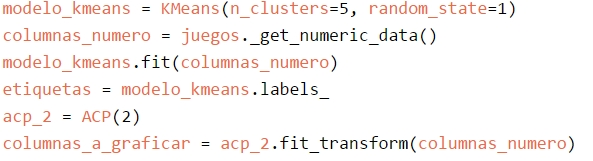 modelo_kmeans = KMeans(n_clusters=5, random_state=1)
columnas_numero = juegos._get_numeric_data()
modelo_kmeans.fit(columnas_numero)
etiquetas = modelo_kmeans.labels_
acp_2 = ACP(2)
columnas_a_graficar = acp_2.fit_transform(columnas_numero)